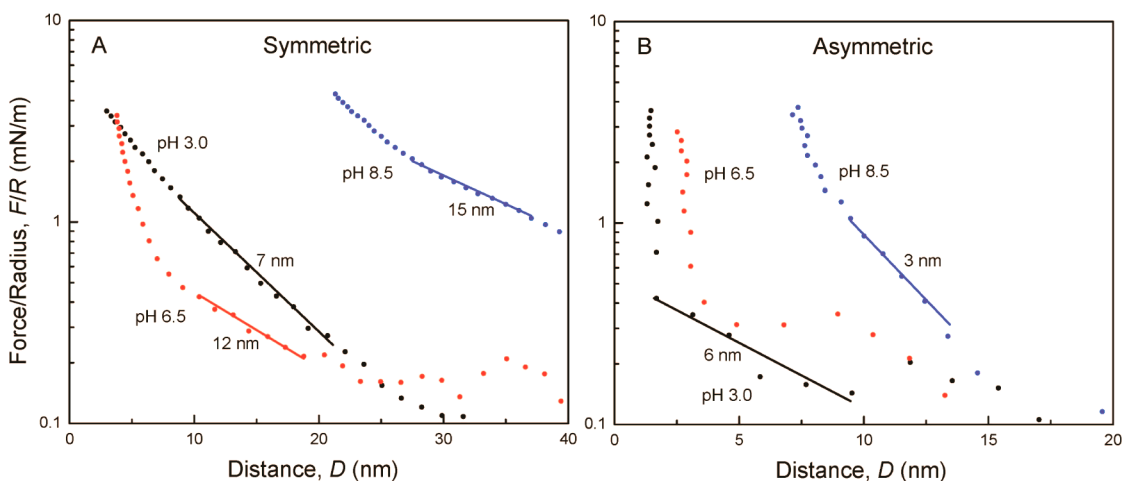 A
Symmetric
Force/Radius, F/R (mN/m)
10
1
0.1
pH 3.0
7 nm
pH 6.5
12 nm
pH 8.5
15 nm
0
10
20
30
40
Distance, D (nm)
B
Asymmetric
10
1
0.1
pH 6.5
pH 8.5
3 nm
6 nm
pH 3.0
0
5
10
15
20
Distance, D (nm)